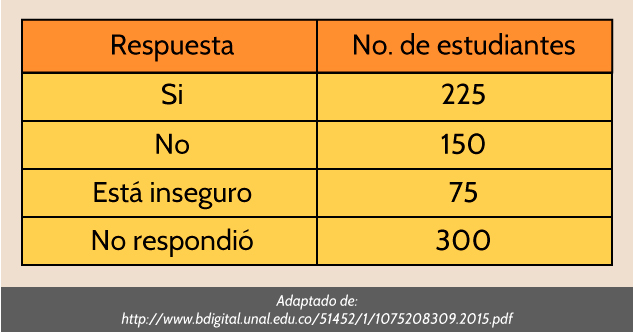 Respuesta No. de estudiantes
Si 225
No 150
Está inseguro 75
No respondió 300
Adaptado de:
http://www.bdigital.unal.edu.co/51452/1/1075208309.2015.pdf